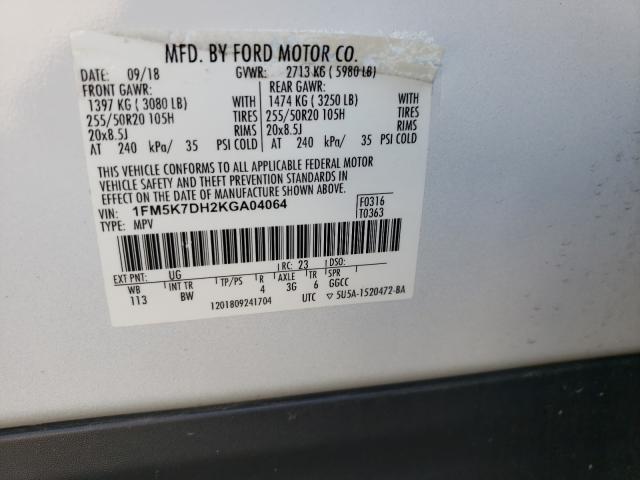 MFD. BY FORD MOTOR CO.
DATE: 09/18 GVWR: 2713 KG ( 5980 LB)
FRONT GAWR: REAR GAWR:
1397 KG ( 3080 LB) WITH 1474 KG ( 3250 LB) WITH
255/50R20 105H TIRES 255/50R20 105H TIRES
20x8.5J RIMS 20x8.5J RIMS
AT 240 kPa/ 35 PSI COLD AT 240 kPa/ 35 PSI COLD
THIS VEHICLE CONFORMS TO ALL APPLICABLE FEDERAL MOTOR
VEHICLE SAFETY AND THEFT PREVENTION STANDARDS IN
EFFECT ON THE DATE OF MANUFACTURE SHOWN ABOVE.
VIN: 1FM5K7DH2KGA04064 F0316
TYPE: MPV T0363
EXT PNT: UG RC: 23 DSO:
WB INT TR TP/PS R AXLE TR SPR
113 BW 4 3G 6 GGCC
1201809241704 UTC ▽ 5U5A-1520472-BA